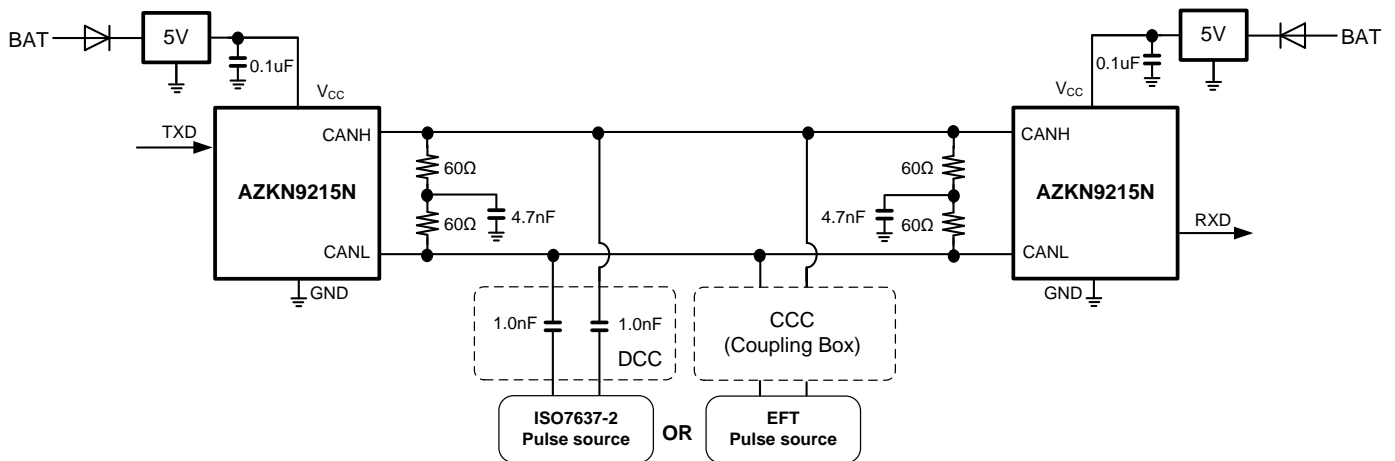 BAT
5V
0.1uF
V_CC
TXD
CANH
AZKN9215N
CANL
GND
60Ω
60Ω
4.7nF
BAT
5V
0.1uF
V_CC
CANH
AZKN9215N
CANL
GND
RXD
60Ω
60Ω
4.7nF
1.0nF
1.0nF
DCC
CCC
(Coupling Box)
ISO7637-2
Pulse source
OR
EFT
Pulse source